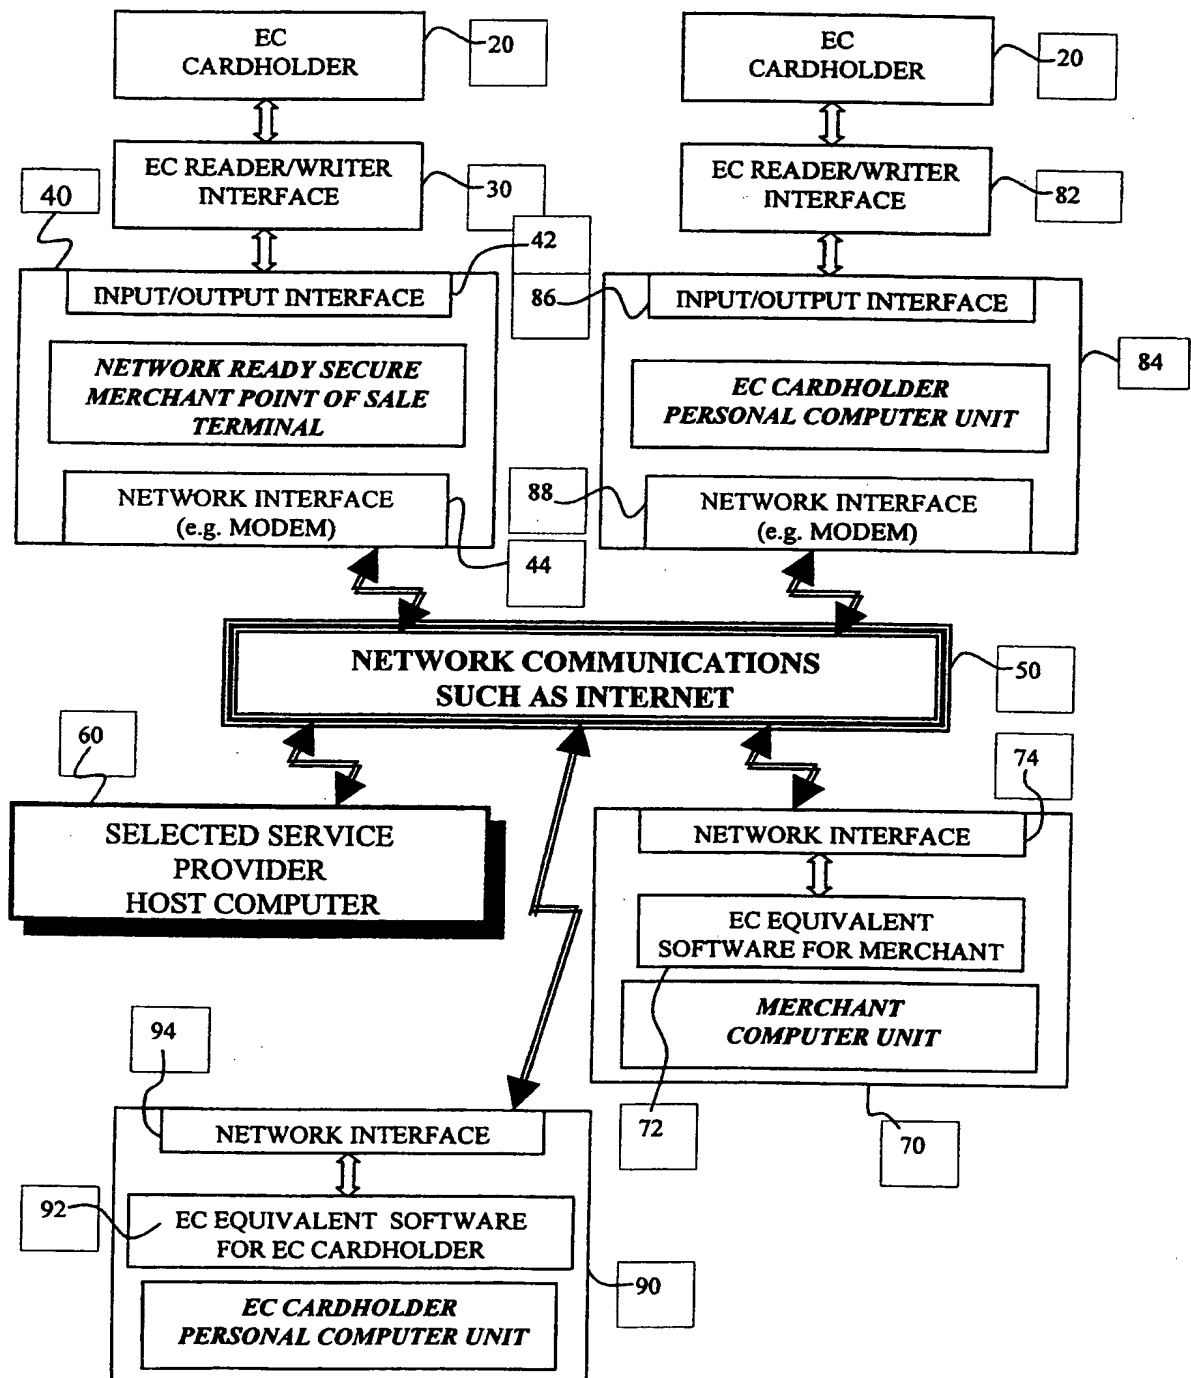 EC
CARDHOLDER
20
EC
CARDHOLDER
20
EC READER/WRITER
INTERFACE
30
EC READER/WRITER
INTERFACE
82
40
42
INPUT/OUTPUT INTERFACE
86
INPUT/OUTPUT INTERFACE
84
NETWORK READY SECURE
MERCHANT POINT OF SALE
TERMINAL
EC CARDHOLDER
PERSONAL COMPUTER UNIT
NETWORK INTERFACE
(e.g. MODEM)
44
88
NETWORK INTERFACE
(e.g. MODEM)
NETWORK COMMUNICATIONS
SUCH AS INTERNET
50
60
SELECTED SERVICE
PROVIDER
HOST COMPUTER
74
NETWORK INTERFACE
EC EQUIVALENT
SOFTWARE FOR MERCHANT
MERCHANT
COMPUTER UNIT
72
70
94
NETWORK INTERFACE
92
EC EQUIVALENT SOFTWARE
FOR EC CARDHOLDER
90
EC CARDHOLDER
PERSONAL COMPUTER UNIT